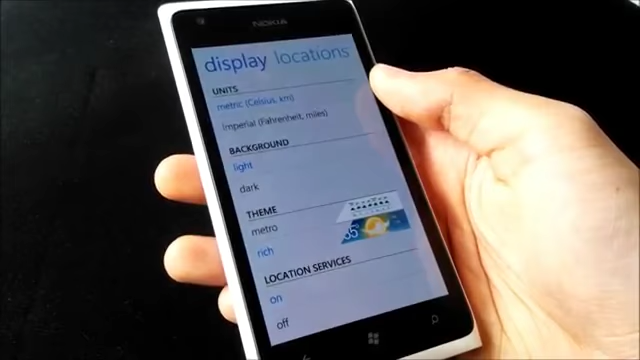 NOKIA
display locations
UNITS
metric (Celsius, km)
imperial (Fahrenheit, miles)
BACKGROUND
light
dark
THEME
metro
rich
65°
LOCATION SERVICES
on
off